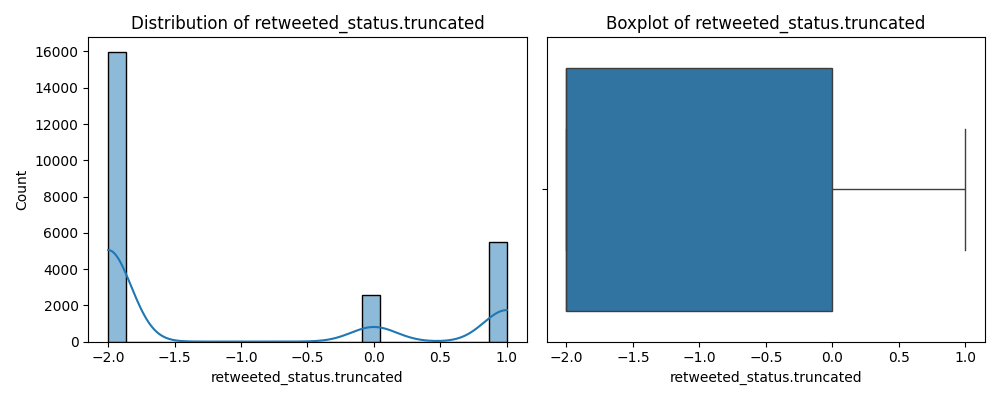 Distribution of retweeted_status.truncated
Boxplot of retweeted_status.truncated
16000
14000
12000
10000
8000
6000
4000
2000
0
Count
−2.0 −1.5 −1.0 −0.5 0.0 0.5 1.0
retweeted_status.truncated
−2.0 −1.5 −1.0 −0.5 0.0 0.5 1.0
retweeted_status.truncated